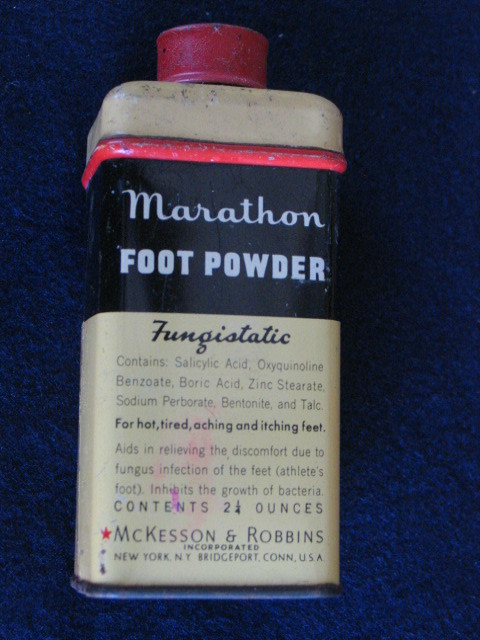 Marathon
FOOT POWDER
Fungistatic
Contains: Salicylic Acid, Oxyquinoline
Benzoate, Boric Acid, Zinc Stearate,
Sodium Perborate, Bentonite, and Talc.
For hot, tired, aching and itching feet.
Aids in relieving the discomfort due to
fungus infection of the feet (athlete's
foot). Inhibits the growth of bacteria.
CONTENTS 2¼ OUNCES
★McKESSON & ROBBINS
INCORPORATED
NEW YORK, N.Y. BRIDGEPORT, CONN., U.S.A.